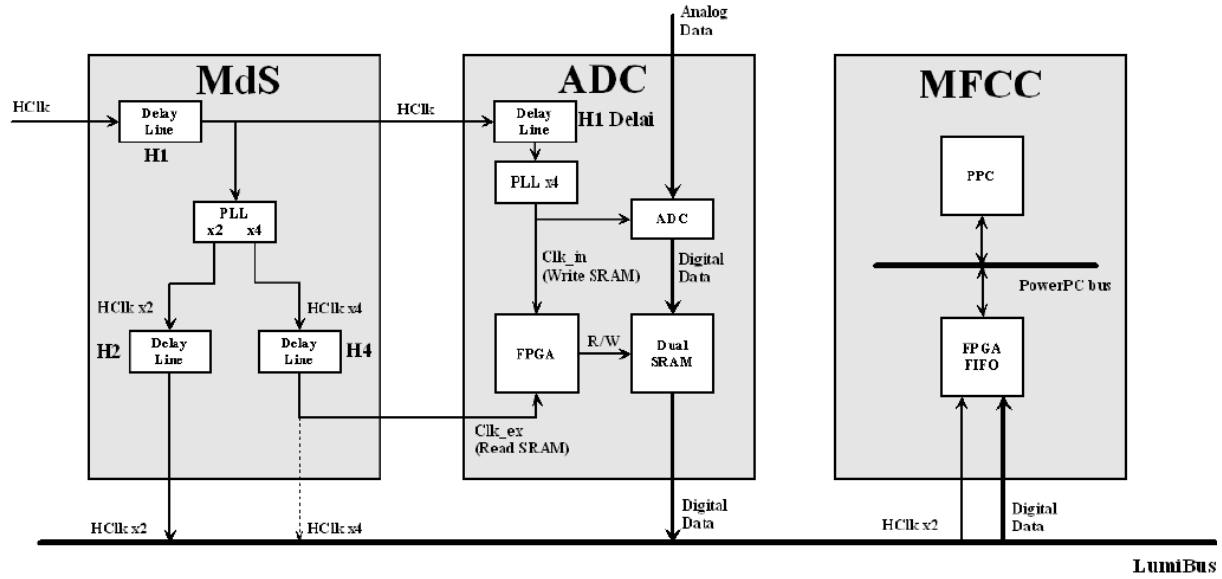 Analog
Data
MdS
ADC
MFCC
HClk
Delay
Line
H1
HClk
Delay
Line
H1 Delai
PLL x4
PPC
PLL
x2 x4
ADC
Clk_in
(Write SRAM)
Digital
Data
PowerPC bus
HClk x2
HClk x4
H2
Delay
Line
Delay
Line
H4
FPGA
R/W
Dual
SRAM
FPGA
FIFO
Clk_ex
(Read SRAM)
HClk x2
HClk x4
Digital
Data
HClk x2
Digital
Data
LumiBus